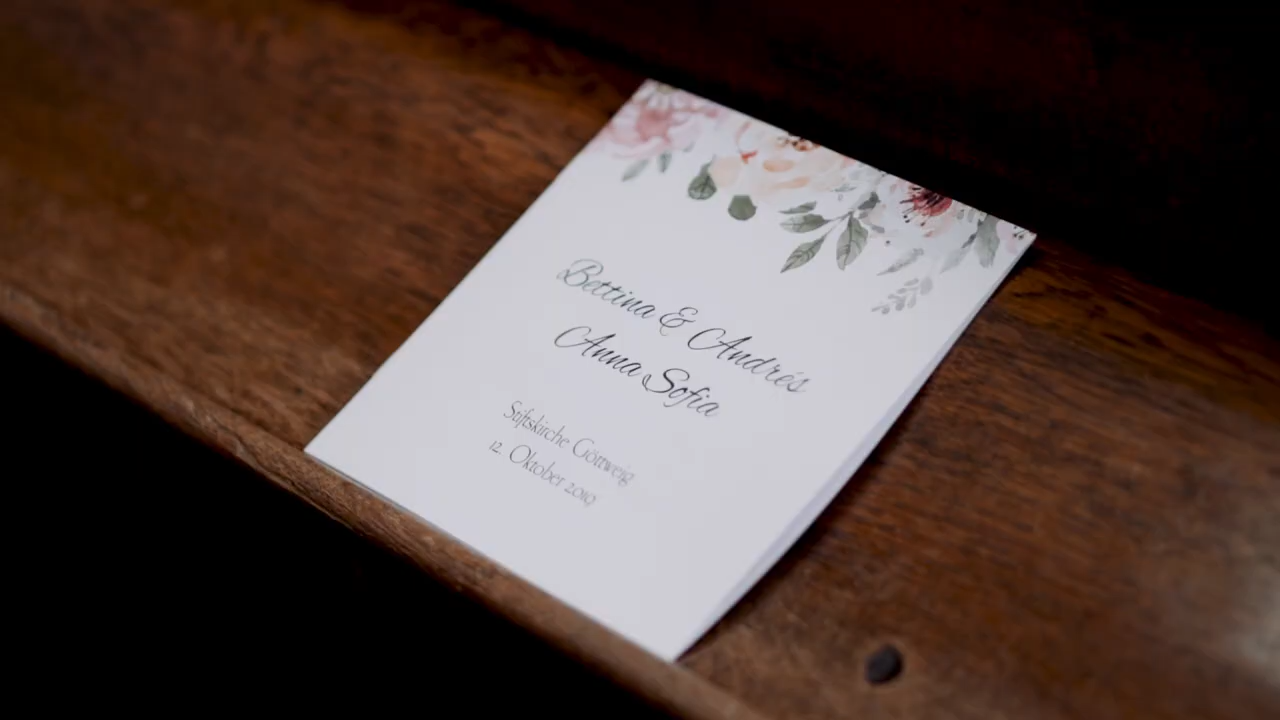 Bettina & Andrés
Anna Sofia
Stiftskirche Göttweig
12. Oktober 2019